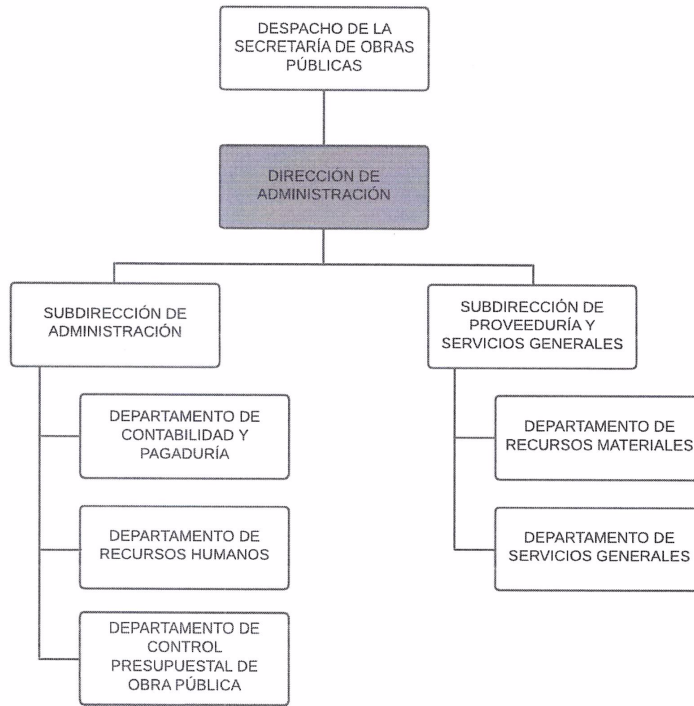 DESPACHO DE LA
SECRETARÍA DE OBRAS
PÚBLICAS
DIRECCIÓN DE
ADMINISTRACIÓN
SUBDIRECCIÓN DE
ADMINISTRACIÓN
SUBDIRECCIÓN DE
PROVEEDURÍA Y
SERVICIOS GENERALES
DEPARTAMENTO DE
CONTABILIDAD Y
PAGADURÍA
DEPARTAMENTO DE
RECURSOS MATERIALES
DEPARTAMENTO DE
RECURSOS HUMANOS
DEPARTAMENTO DE
SERVICIOS GENERALES
DEPARTAMENTO DE
CONTROL
PRESUPUESTAL DE
OBRA PÚBLICA